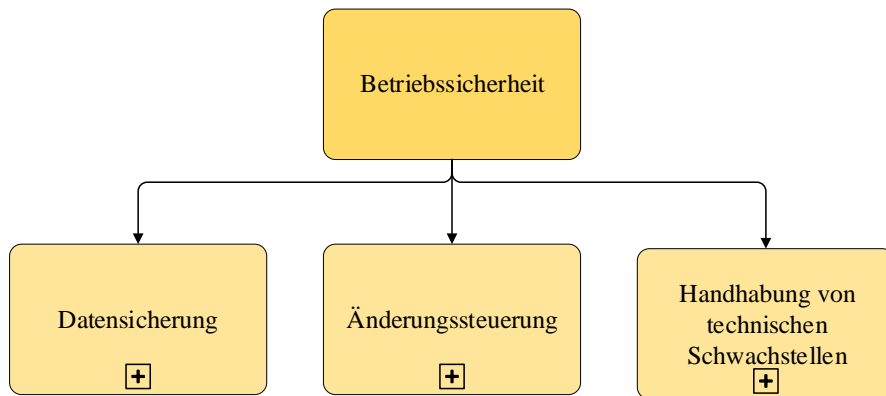 Betriebssicherheit
Datensicherung
Änderungssteuerung
Handhabung von
technischen
Schwachstellen